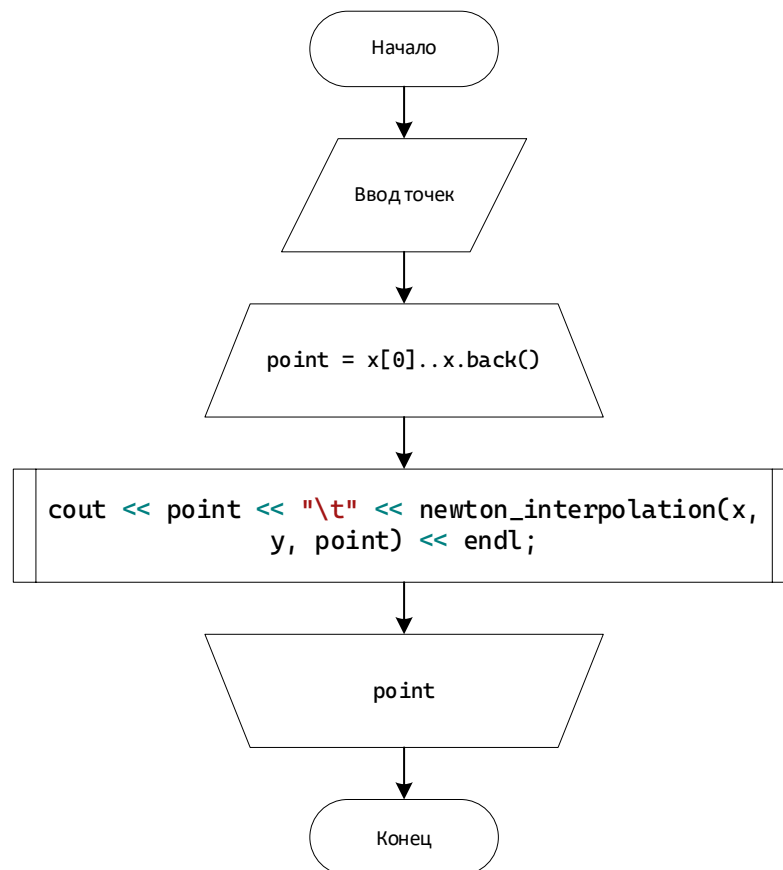 Начало
Ввод точек
point = x[0]..x.back()
cout << point << "\t" << newton_interpolation(x,
y, point) << endl;
point
Конец